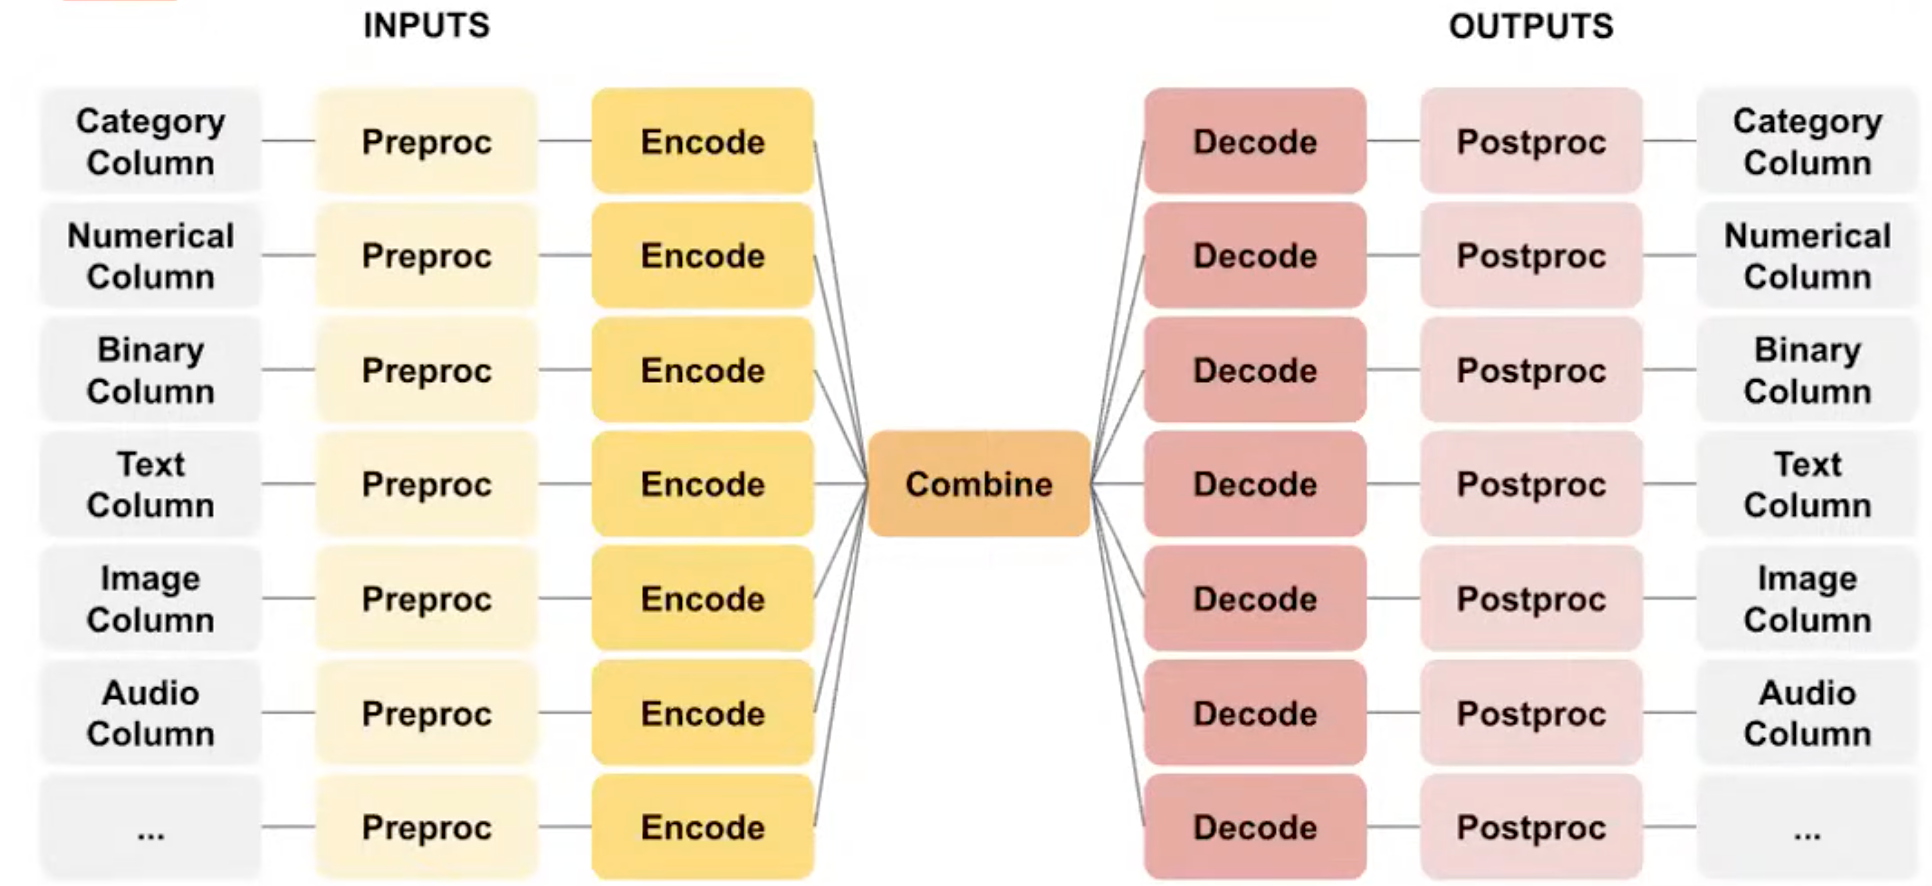 INPUTS
OUTPUTS
Category
Column
Preproc
Encode
Decode
Postproc
Category
Column
Numerical
Column
Preproc
Encode
Decode
Postproc
Numerical
Column
Binary
Column
Preproc
Encode
Decode
Postproc
Binary
Column
Text
Column
Preproc
Encode
Combine
Decode
Postproc
Text
Column
Image
Column
Preproc
Encode
Decode
Postproc
Image
Column
Audio
Column
Preproc
Encode
Decode
Postproc
Audio
Column
...
Preproc
Encode
Decode
Postproc
...